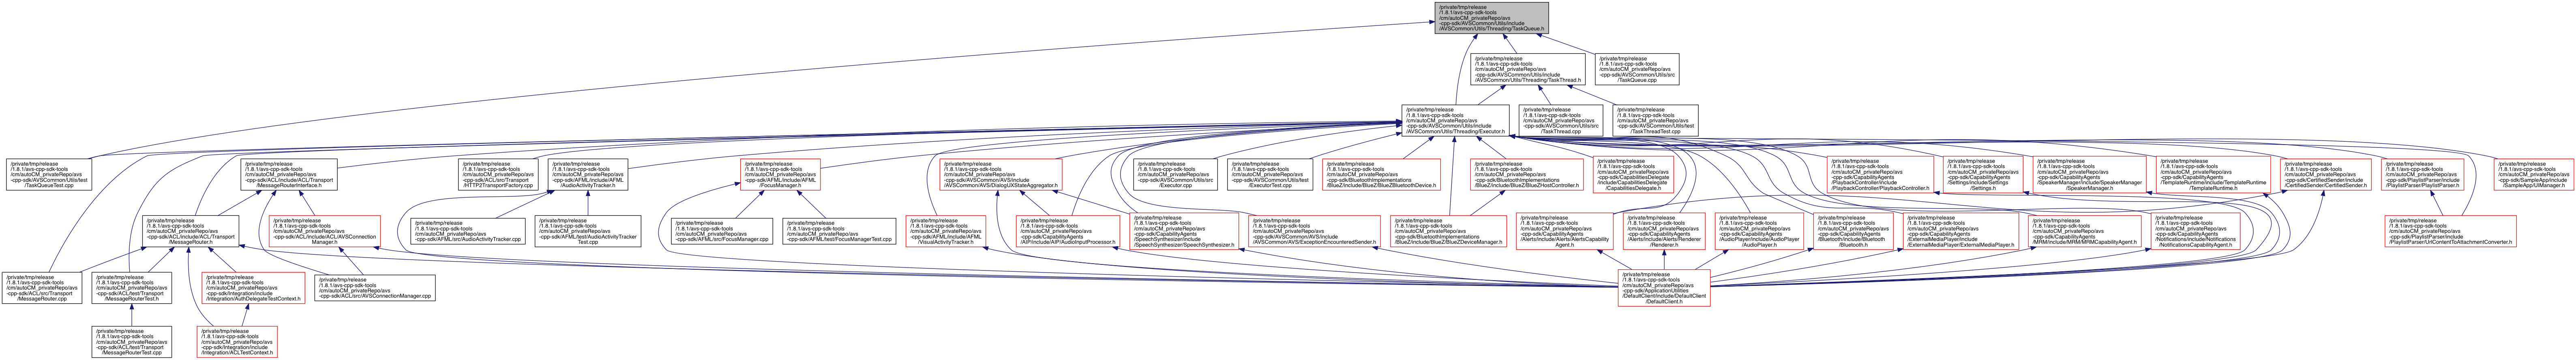 /private/tmp/release
/1.8.1/avs-cpp-sdk-tools
/cm/autoCM_privateRepo/avs
-cpp-sdk/AVSCommon/Utils/include
/AVSCommon/Utils/Threading/TaskQueue.h
/private/tmp/release
/1.8.1/avs-cpp-sdk-tools
/cm/autoCM_privateRepo/avs
-cpp-sdk/AVSCommon/Utils/include
/AVSCommon/Utils/Threading/TaskThread.h
/private/tmp/release
/1.8.1/avs-cpp-sdk-tools
/cm/autoCM_privateRepo/avs
-cpp-sdk/AVSCommon/Utils/src
/TaskQueue.cpp
/private/tmp/release
/1.8.1/avs-cpp-sdk-tools
/cm/autoCM_privateRepo/avs
-cpp-sdk/AVSCommon/Utils/include
/AVSCommon/Utils/Threading/Executor.h
/private/tmp/release
/1.8.1/avs-cpp-sdk-tools
/cm/autoCM_privateRepo/avs
-cpp-sdk/AVSCommon/Utils/src
/TaskThread.cpp
/private/tmp/release
/1.8.1/avs-cpp-sdk-tools
/cm/autoCM_privateRepo/avs
-cpp-sdk/AVSCommon/Utils/test
/TaskThreadTest.cpp
/private/tmp/release
/1.8.1/avs-cpp-sdk-tools
/cm/autoCM_privateRepo/avs
-cpp-sdk/AVSCommon/Utils/test
/TaskQueueTest.cpp
/private/tmp/release
/1.8.1/avs-cpp-sdk-tools
/cm/autoCM_privateRepo/avs
-cpp-sdk/ACL/include/ACL/Transport
/MessageRouterInterface.h
/private/tmp/release
/1.8.1/avs-cpp-sdk-tools
/cm/autoCM_privateRepo/avs
-cpp-sdk/ACL/src/Transport
/HTTP2TransportFactory.cpp
/private/tmp/release
/1.8.1/avs-cpp-sdk-tools
/cm/autoCM_privateRepo/avs
-cpp-sdk/AFML/include/AFML
/AudioActivityTracker.h
/private/tmp/release
/1.8.1/avs-cpp-sdk-tools
/cm/autoCM_privateRepo/avs
-cpp-sdk/AFML/include/AFML
/FocusManager.h
/private/tmp/release
/1.8.1/avs-cpp-sdk-tools
/cm/autoCM_privateRepo/avs
-cpp-sdk/AVSCommon/AVS/include
/AVSCommon/AVS/DialogUXStateAggregator.h
/private/tmp/release
/1.8.1/avs-cpp-sdk-tools
/cm/autoCM_privateRepo/avs
-cpp-sdk/AVSCommon/Utils/src
/Executor.cpp
/private/tmp/release
/1.8.1/avs-cpp-sdk-tools
/cm/autoCM_privateRepo/avs
-cpp-sdk/AVSCommon/Utils/test
/ExecutorTest.cpp
/private/tmp/release
/1.8.1/avs-cpp-sdk-tools
/cm/autoCM_privateRepo/avs
-cpp-sdk/BluetoothImplementations
/BlueZ/include/BlueZ/BlueZBluetoothDevice.h
/private/tmp/release
/1.8.1/avs-cpp-sdk-tools
/cm/autoCM_privateRepo/avs
-cpp-sdk/BluetoothImplementations
/BlueZ/include/BlueZ/BlueZHostController.h
/private/tmp/release
/1.8.1/avs-cpp-sdk-tools
/cm/autoCM_privateRepo/avs
-cpp-sdk/CapabilitiesDelegate
/include/CapabilitiesDelegate
/CapabilitiesDelegate.h
/private/tmp/release
/1.8.1/avs-cpp-sdk-tools
/cm/autoCM_privateRepo/avs
-cpp-sdk/CapabilityAgents
/PlaybackController/include
/PlaybackController/PlaybackController.h
/private/tmp/release
/1.8.1/avs-cpp-sdk-tools
/cm/autoCM_privateRepo/avs
-cpp-sdk/CapabilityAgents
/Settings/include/Settings
/Settings.h
/private/tmp/release
/1.8.1/avs-cpp-sdk-tools
/cm/autoCM_privateRepo/avs
-cpp-sdk/CapabilityAgents
/SpeakerManager/include/SpeakerManager
/SpeakerManager.h
/private/tmp/release
/1.8.1/avs-cpp-sdk-tools
/cm/autoCM_privateRepo/avs
-cpp-sdk/CapabilityAgents
/TemplateRuntime/include/TemplateRuntime
/TemplateRuntime.h
/private/tmp/release
/1.8.1/avs-cpp-sdk-tools
/cm/autoCM_privateRepo/avs
-cpp-sdk/CertifiedSender/include
/CertifiedSender/CertifiedSender.h
/private/tmp/release
/1.8.1/avs-cpp-sdk-tools
/cm/autoCM_privateRepo/avs
-cpp-sdk/PlaylistParser/include
/PlaylistParser/PlaylistParser.h
/private/tmp/release
/1.8.1/avs-cpp-sdk-tools
/cm/autoCM_privateRepo/avs
-cpp-sdk/SampleApp/include
/SampleApp/UIManager.h
/private/tmp/release
/1.8.1/avs-cpp-sdk-tools
/cm/autoCM_privateRepo/avs
-cpp-sdk/ACL/include/ACL/Transport
/MessageRouter.h
/private/tmp/release
/1.8.1/avs-cpp-sdk-tools
/cm/autoCM_privateRepo/avs
-cpp-sdk/ACL/include/ACL/AVSConnection
Manager.h
/private/tmp/release
/1.8.1/avs-cpp-sdk-tools
/cm/autoCM_privateRepo/avs
-cpp-sdk/AFML/src/AudioActivityTracker.cpp
/private/tmp/release
/1.8.1/avs-cpp-sdk-tools
/cm/autoCM_privateRepo/avs
-cpp-sdk/AFML/test/AudioActivityTracker
Test.cpp
/private/tmp/release
/1.8.1/avs-cpp-sdk-tools
/cm/autoCM_privateRepo/avs
-cpp-sdk/AFML/src/FocusManager.cpp
/private/tmp/release
/1.8.1/avs-cpp-sdk-tools
/cm/autoCM_privateRepo/avs
-cpp-sdk/AFML/test/FocusManagerTest.cpp
/private/tmp/release
/1.8.1/avs-cpp-sdk-tools
/cm/autoCM_privateRepo/avs
-cpp-sdk/AFML/include/AFML
/VisualActivityTracker.h
/private/tmp/release
/1.8.1/avs-cpp-sdk-tools
/cm/autoCM_privateRepo/avs
-cpp-sdk/CapabilityAgents
/AIP/include/AIP/AudioInputProcessor.h
/private/tmp/release
/1.8.1/avs-cpp-sdk-tools
/cm/autoCM_privateRepo/avs
-cpp-sdk/CapabilityAgents
/SpeechSynthesizer/include
/SpeechSynthesizer/SpeechSynthesizer.h
/private/tmp/release
/1.8.1/avs-cpp-sdk-tools
/cm/autoCM_privateRepo/avs
-cpp-sdk/AVSCommon/AVS/include
/AVSCommon/AVS/ExceptionEncounteredSender.h
/private/tmp/release
/1.8.1/avs-cpp-sdk-tools
/cm/autoCM_privateRepo/avs
-cpp-sdk/BluetoothImplementations
/BlueZ/include/BlueZ/BlueZDeviceManager.h
/private/tmp/release
/1.8.1/avs-cpp-sdk-tools
/cm/autoCM_privateRepo/avs
-cpp-sdk/CapabilityAgents
/Alerts/include/Alerts/AlertsCapability
Agent.h
/private/tmp/release
/1.8.1/avs-cpp-sdk-tools
/cm/autoCM_privateRepo/avs
-cpp-sdk/CapabilityAgents
/Alerts/include/Alerts/Renderer
/Renderer.h
/private/tmp/release
/1.8.1/avs-cpp-sdk-tools
/cm/autoCM_privateRepo/avs
-cpp-sdk/CapabilityAgents
/AudioPlayer/include/AudioPlayer
/AudioPlayer.h
/private/tmp/release
/1.8.1/avs-cpp-sdk-tools
/cm/autoCM_privateRepo/avs
-cpp-sdk/CapabilityAgents
/Bluetooth/include/Bluetooth
/Bluetooth.h
/private/tmp/release
/1.8.1/avs-cpp-sdk-tools
/cm/autoCM_privateRepo/avs
-cpp-sdk/CapabilityAgents
/ExternalMediaPlayer/include
/ExternalMediaPlayer/ExternalMediaPlayer.h
/private/tmp/release
/1.8.1/avs-cpp-sdk-tools
/cm/autoCM_privateRepo/avs
-cpp-sdk/CapabilityAgents
/MRM/include/MRM/MRMCapabilityAgent.h
/private/tmp/release
/1.8.1/avs-cpp-sdk-tools
/cm/autoCM_privateRepo/avs
-cpp-sdk/CapabilityAgents
/Notifications/include/Notifications
/NotificationsCapabilityAgent.h
/private/tmp/release
/1.8.1/avs-cpp-sdk-tools
/cm/autoCM_privateRepo/avs
-cpp-sdk/PlaylistParser/include
/PlaylistParser/UrlContentToAttachmentConverter.h
/private/tmp/release
/1.8.1/avs-cpp-sdk-tools
/cm/autoCM_privateRepo/avs
-cpp-sdk/ACL/src/Transport
/MessageRouter.cpp
/private/tmp/release
/1.8.1/avs-cpp-sdk-tools
/cm/autoCM_privateRepo/avs
-cpp-sdk/ACL/test/Transport
/MessageRouterTest.h
/private/tmp/release
/1.8.1/avs-cpp-sdk-tools
/cm/autoCM_privateRepo/avs
-cpp-sdk/Integration/include
/Integration/AuthDelegateTestContext.h
/private/tmp/release
/1.8.1/avs-cpp-sdk-tools
/cm/autoCM_privateRepo/avs
-cpp-sdk/ACL/src/AVSConnectionManager.cpp
/private/tmp/release
/1.8.1/avs-cpp-sdk-tools
/cm/autoCM_privateRepo/avs
-cpp-sdk/ApplicationUtilities
/DefaultClient/include/DefaultClient
/DefaultClient.h
/private/tmp/release
/1.8.1/avs-cpp-sdk-tools
/cm/autoCM_privateRepo/avs
-cpp-sdk/ACL/test/Transport
/MessageRouterTest.cpp
/private/tmp/release
/1.8.1/avs-cpp-sdk-tools
/cm/autoCM_privateRepo/avs
-cpp-sdk/Integration/include
/Integration/ACLTestContext.h